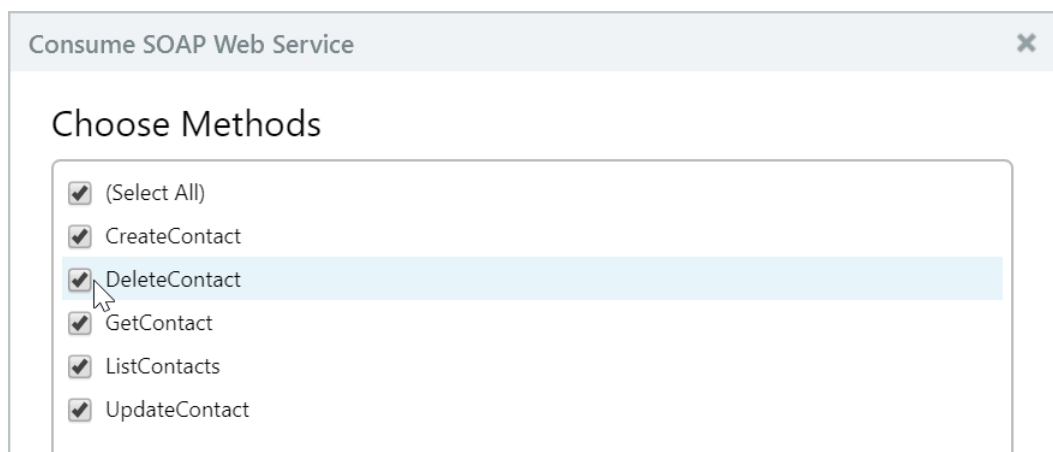 Consume SOAP Web Service
Choose Methods
(Select All)
CreateContact
DeleteContact
GetContact
ListContacts
UpdateContact